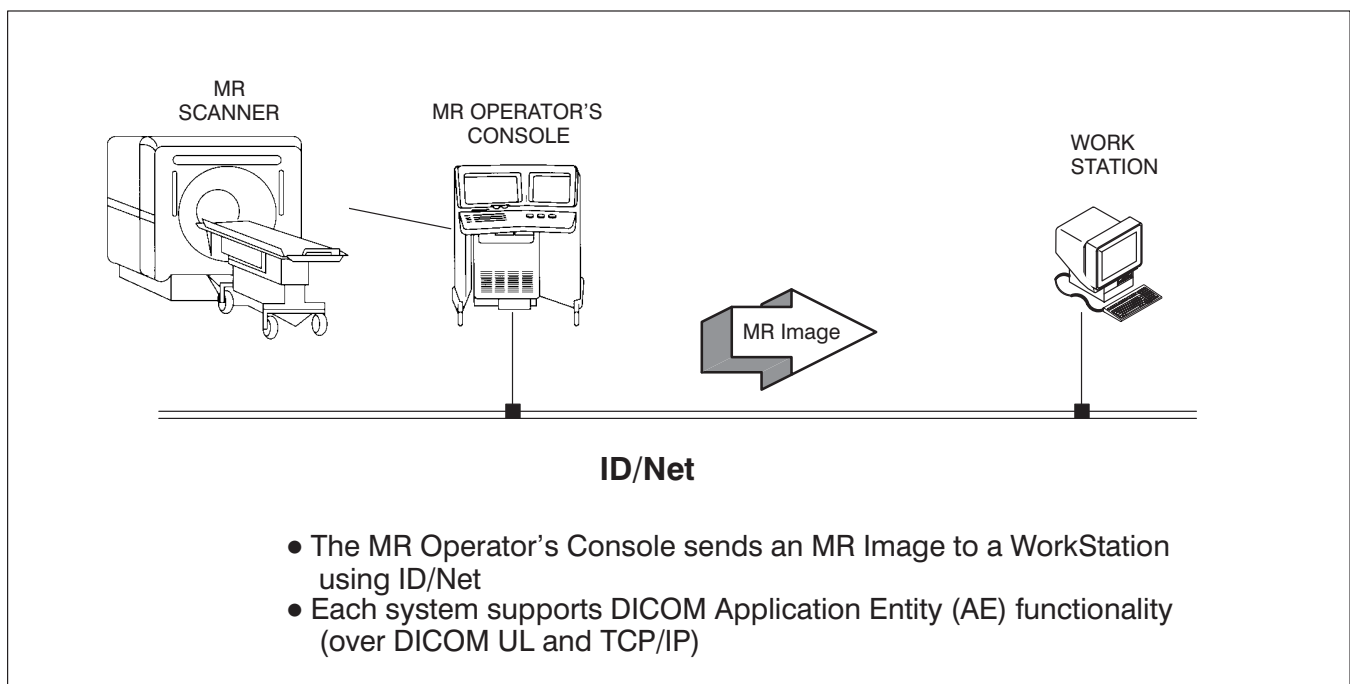 MR
SCANNER
MR OPERATOR’S
CONSOLE
WORK
STATION
MR Image
ID/Net
● The MR Operator’s Console sends an MR Image to a WorkStation
using ID/Net
● Each system supports DICOM Application Entity (AE) functionality
(over DICOM UL and TCP/IP)